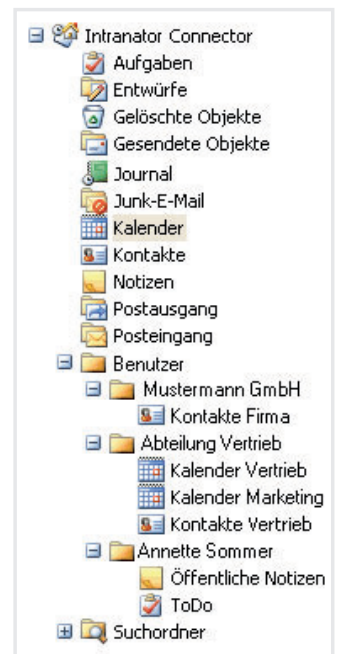 Intranator Connector
Aufgaben
Entwürfe
Gelöschte Objekte
Gesendete Objekte
Journal
Junk-E-Mail
Kalender
Kontakte
Notizen
Postausgang
Posteingang
Benutzer
Mustermann GmbH
Kontakte Firma
Abteilung Vertrieb
Kalender Vertrieb
Kalender Marketing
Kontakte Vertrieb
Annette Sommer
Öffentliche Notizen
ToDo
Suchordner